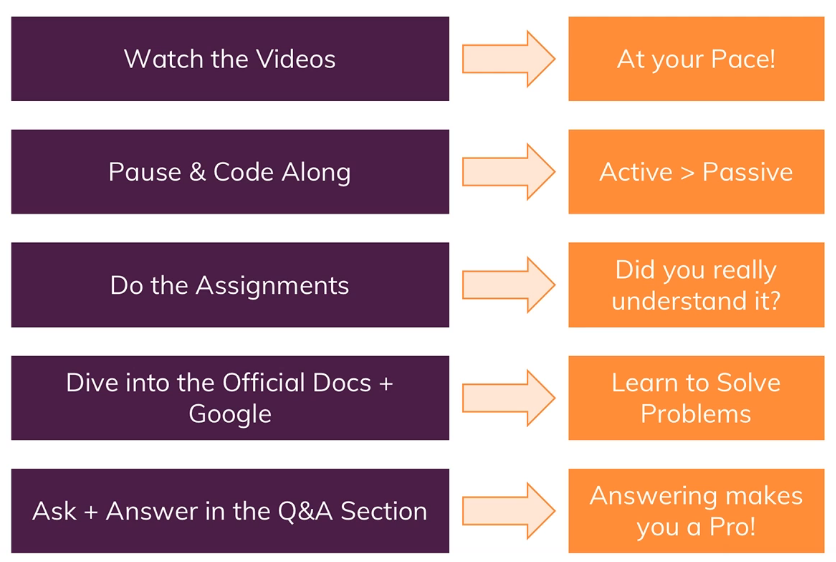 Watch the Videos
At your Pace!
Pause & Code Along
Active > Passive
Do the Assignments
Did you really
understand it?
Dive into the Official Docs +
Google
Learn to Solve
Problems
Ask + Answer in the Q&A Section
Answering makes
you a Pro!